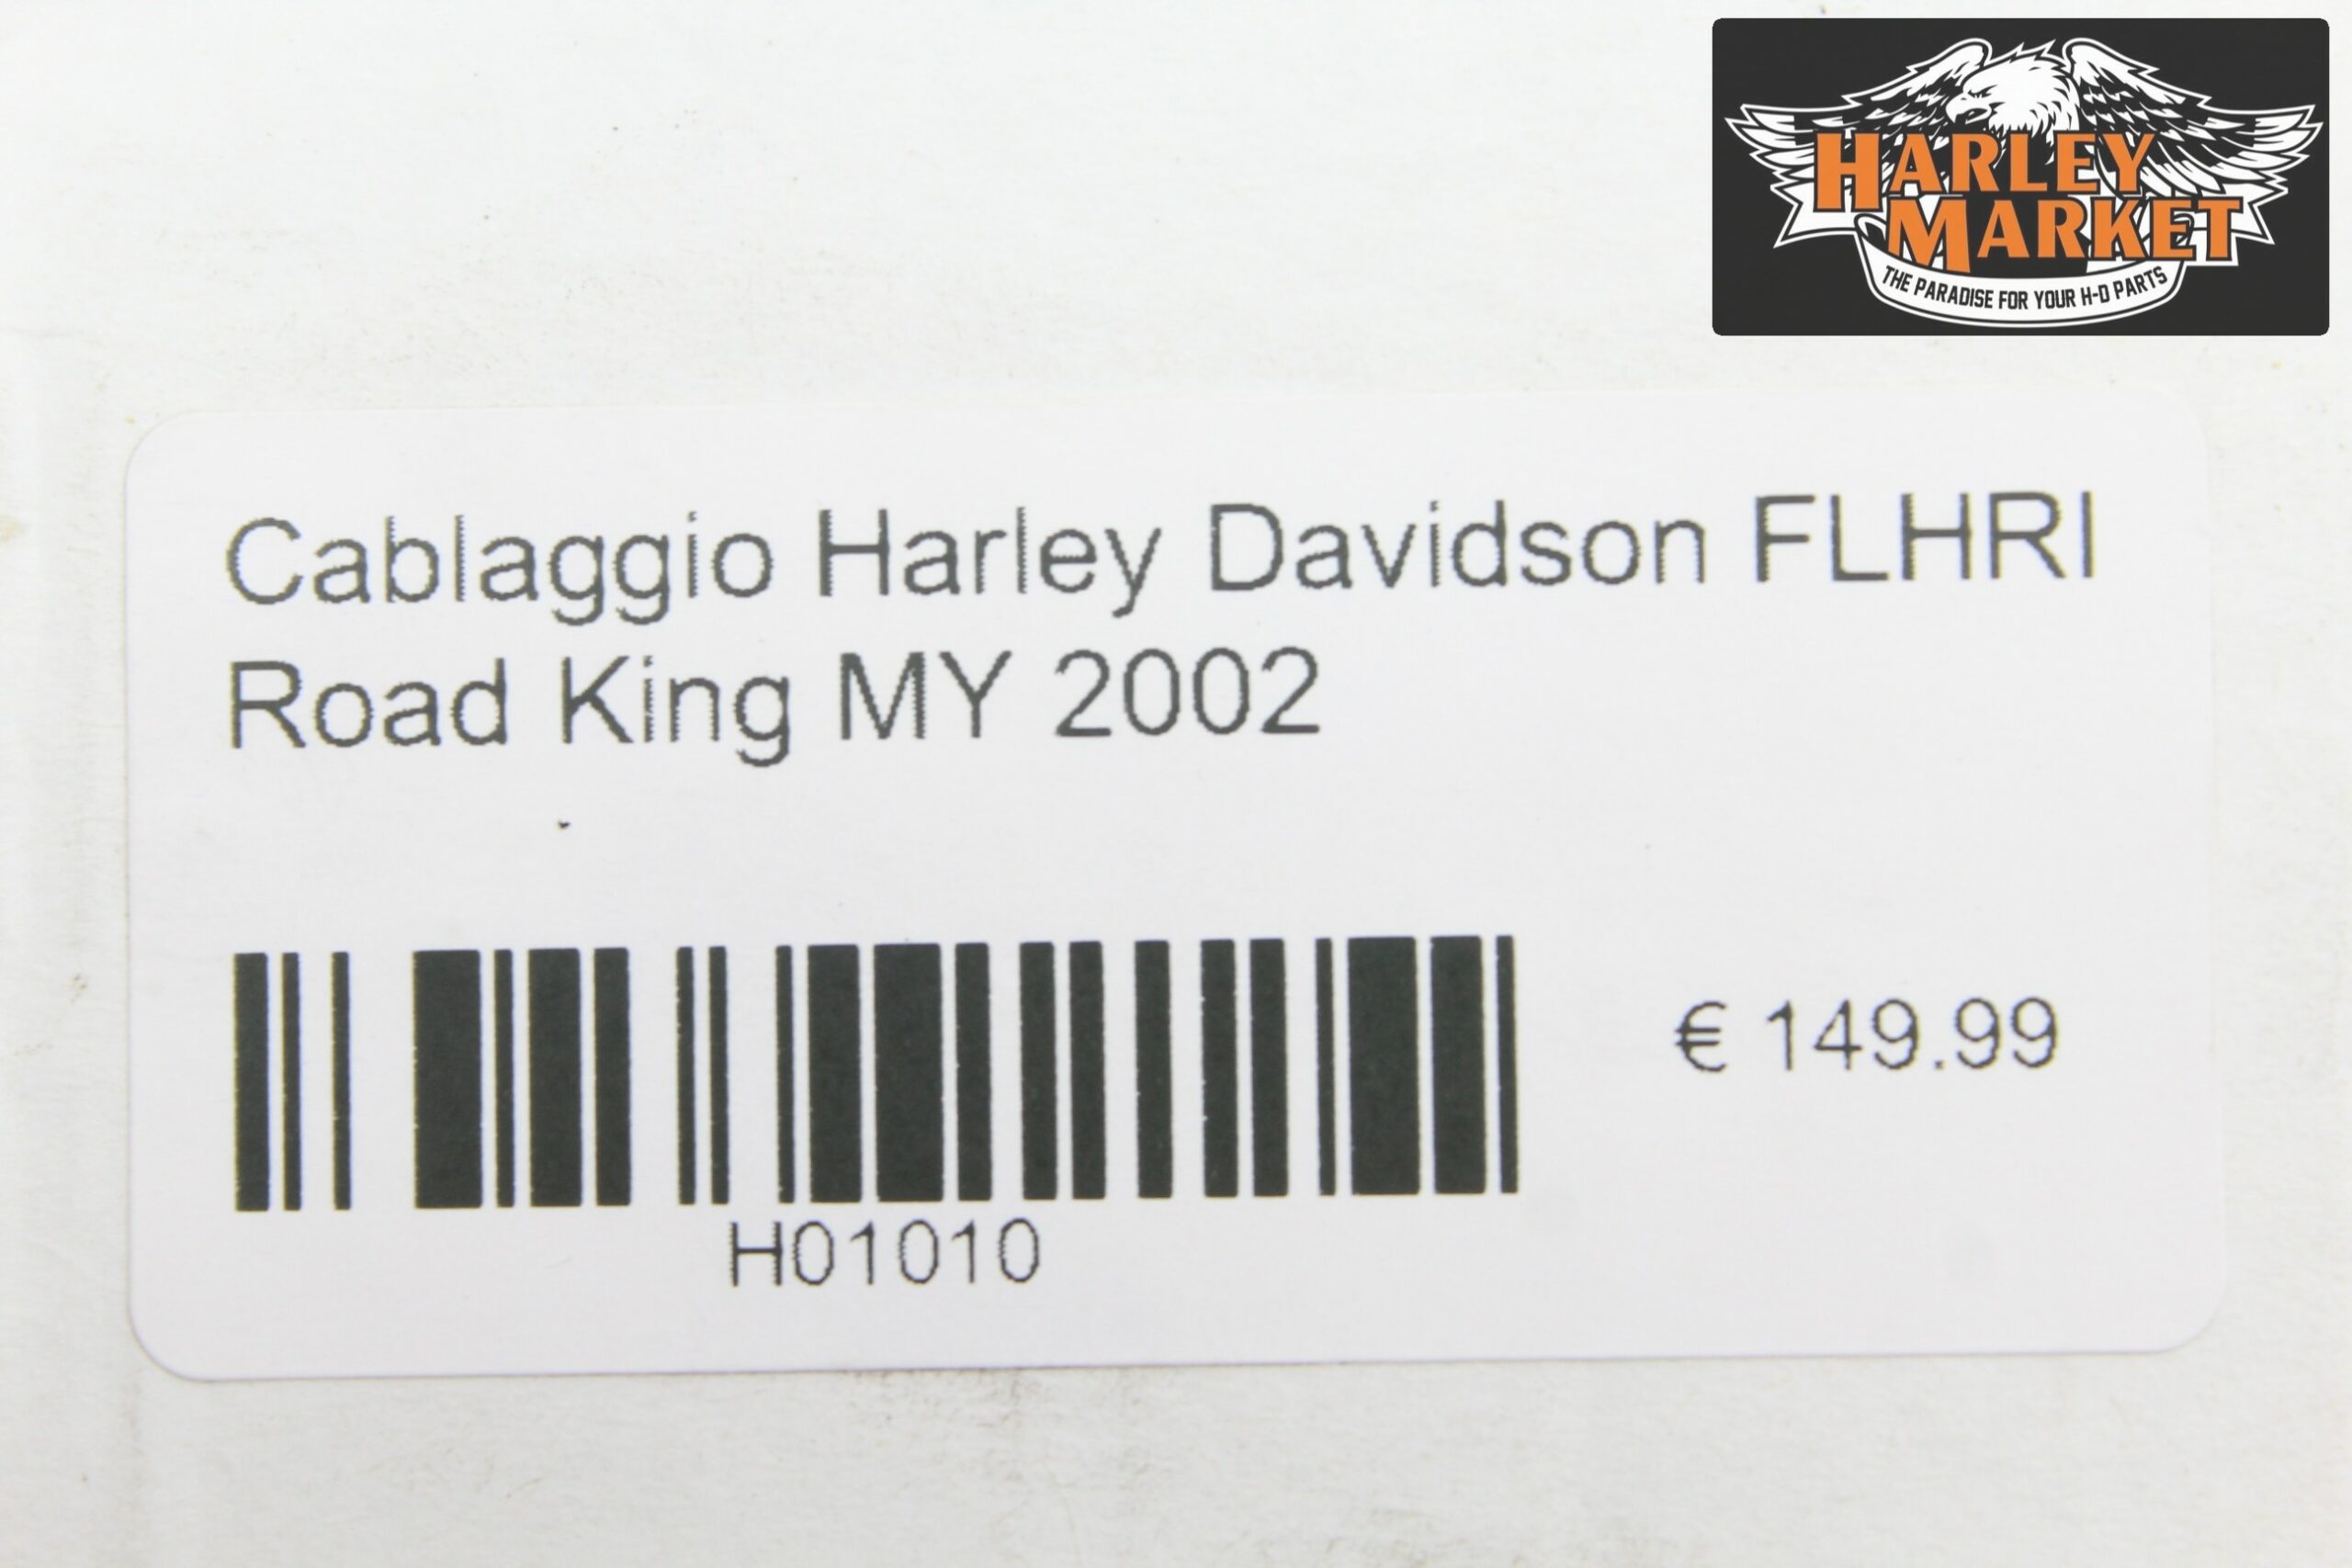 HARLEY
MARKET
THE PARADISE FOR YOUR H-D PARTS
Cablaggio Harley Davidson FLHRI
Road King MY 2002
€ 149.99
H01010